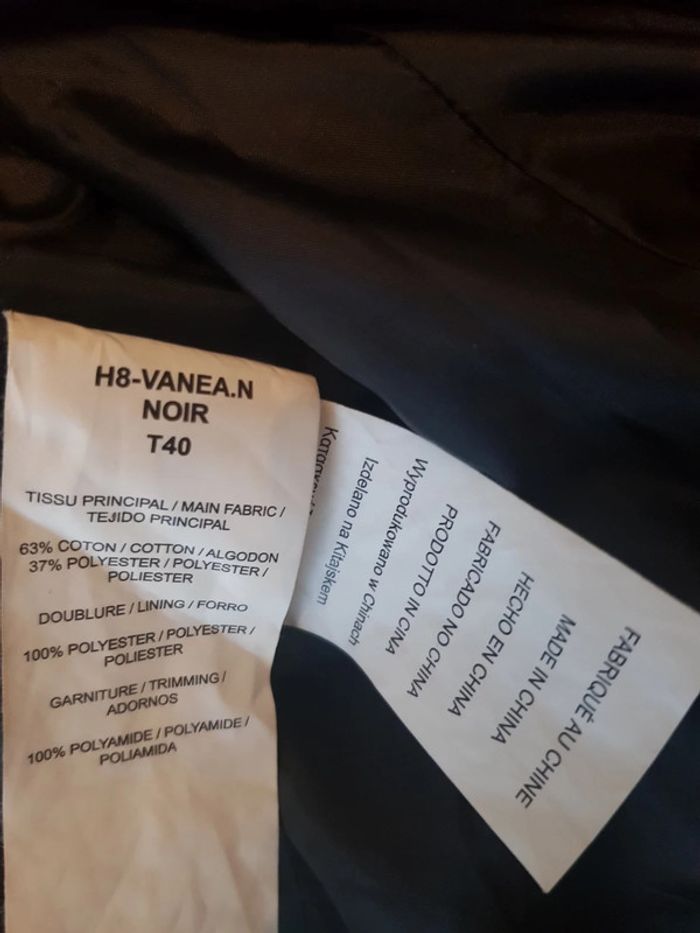 H8-VANEA.N
NOIR
T40
TISSU PRINCIPAL / MAIN FABRIC /
TEJIDO PRINCIPAL
63% COTON / COTTON / ALGODON
37% POLYESTER / POLYESTER /
POLIESTER
DOUBLURE / LINING / FORRO
100% POLYESTER / POLYESTER /
POLIESTER
GARNITURE / TRIMMING /
ADORNOS
100% POLYAMIDE / POLYAMIDE /
POLIAMIDA
FABRIQUÉ AU CHINE
MADE IN CHINA
HECHO EN CHINA
FABRICADO NO CHINA
PRODOTTO IN CINA
Wyprodukowano w Chinach
Izdelano na Kitajskem